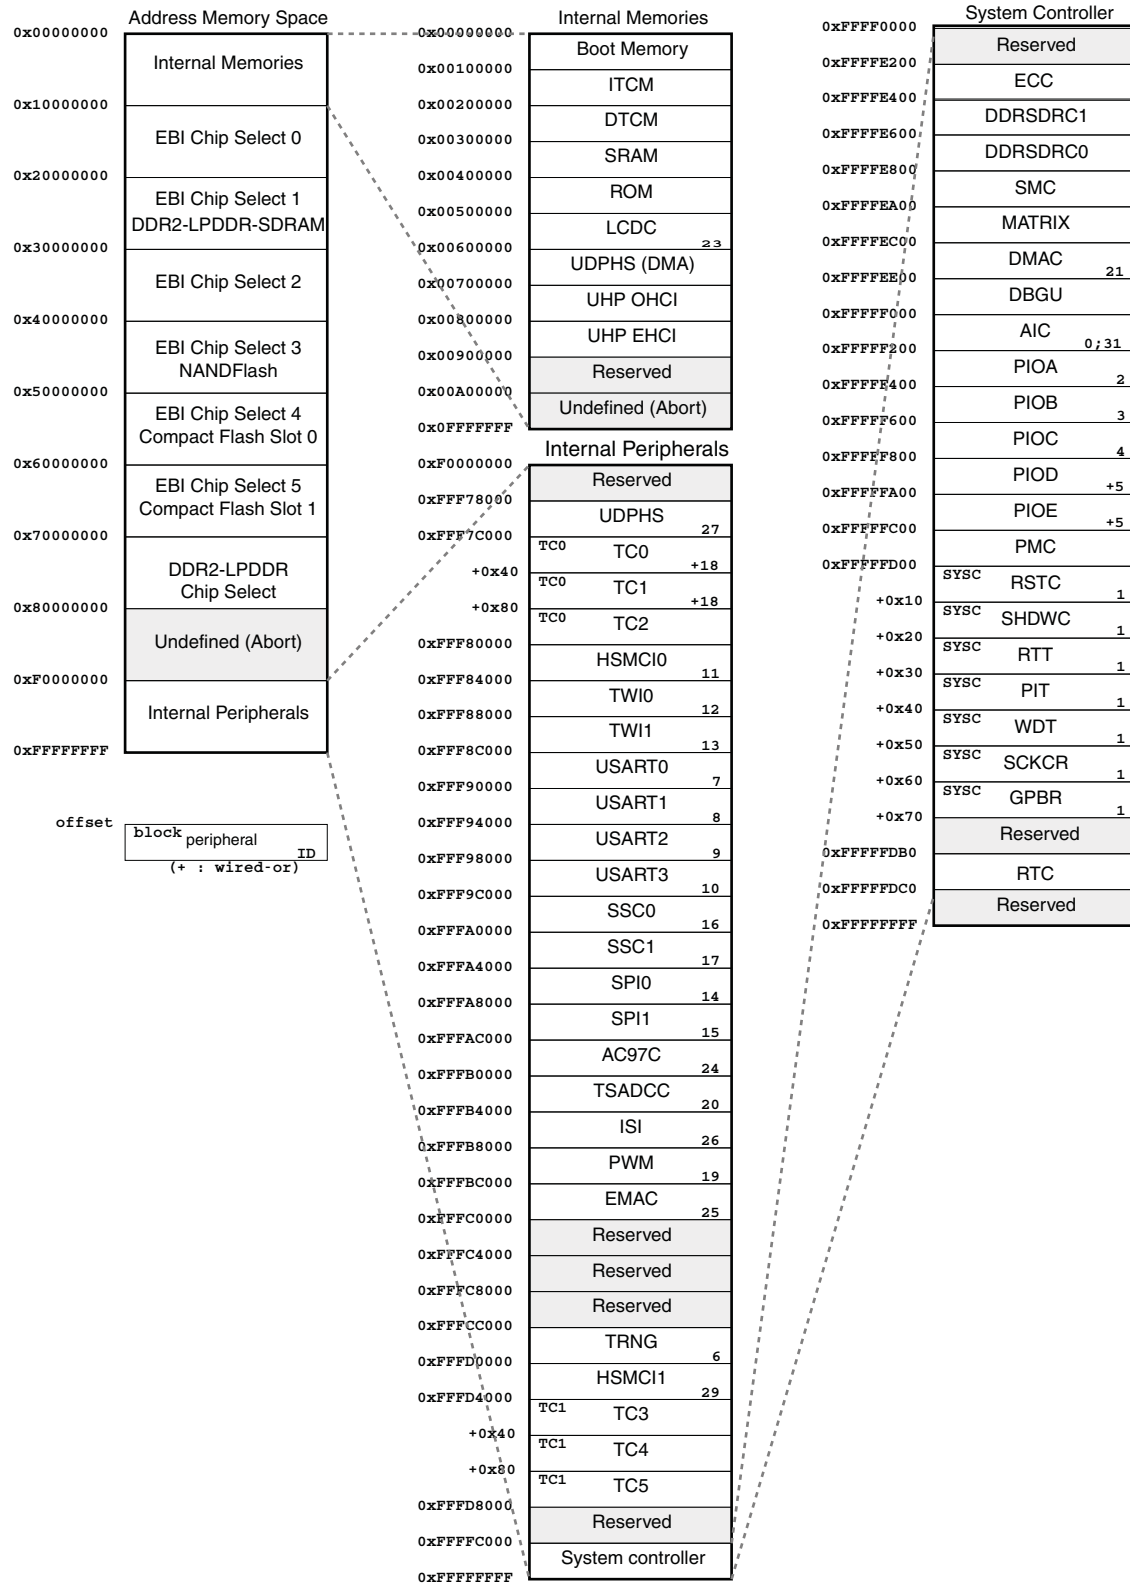 Address Memory Space
0x00000000
Internal Memories
0x10000000
EBI Chip Select 0
0x20000000
EBI Chip Select 1
DDR2-LPDDR-SDRAM
0x30000000
EBI Chip Select 2
0x40000000
EBI Chip Select 3
NANDFlash
0x50000000
EBI Chip Select 4
Compact Flash Slot 0
0x60000000
EBI Chip Select 5
Compact Flash Slot 1
0x70000000
DDR2-LPDDR
Chip Select
0x80000000
Undefined (Abort)
0xF0000000
Internal Peripherals
0xFFFFFFFF
offset
block
peripheral
ID
(+ : wired-or)
Internal Memories
0x00000000
Boot Memory
0x00100000
ITCM
0x00200000
DTCM
0x00300000
SRAM
0x00400000
ROM
0x00500000
LCDC
23
0x00600000
UDPHS (DMA)
0x00700000
UHP OHCI
0x00800000
UHP EHCI
0x00900000
Reserved
0x00A00000
Undefined (Abort)
0x0FFFFFFF
Internal Peripherals
0xF0000000
Reserved
0xFFF78000
UDPHS
27
0xFFF7C000
TC0
TC0
+18
+0x40
TC0
TC1
+18
+0x80
TC0
TC2
0xFFF80000
HSMCI0
11
0xFFF84000
TWI0
12
0xFFF88000
TWI1
13
0xFFF8C000
USART0
7
0xFFF90000
USART1
8
0xFFF94000
USART2
9
0xFFF98000
USART3
10
0xFFF9C000
SSC0
16
0xFFFA0000
SSC1
17
0xFFFA4000
SPI0
14
0xFFFA8000
SPI1
15
0xFFFAC000
AC97C
24
0xFFFB0000
TSADCC
20
0xFFFB4000
ISI
26
0xFFFB8000
PWM
19
0xFFFBC000
EMAC
25
0xFFFC0000
Reserved
0xFFFC4000
Reserved
0xFFFC8000
Reserved
0xFFFCC000
TRNG
6
0xFFFD0000
HSMCI1
29
0xFFFD4000
TC1
TC3
+0x40
TC1
TC4
+0x80
TC1
TC5
0xFFFD8000
Reserved
0xFFFFC000
System controller
0xFFFFFFFF
System Controller
0xFFFF0000
Reserved
0xFFFFE200
ECC
0xFFFFE400
DDRSDRC1
0xFFFFE600
DDRSDRC0
0xFFFFE800
SMC
0xFFFFEA00
MATRIX
0xFFFFEC00
DMAC
21
0xFFFFEE00
DBGU
0xFFFFF000
AIC
0;31
0xFFFFF200
PIOA
2
0xFFFFF400
PIOB
3
0xFFFFF600
PIOC
4
0xFFFFF800
PIOD
+5
0xFFFFFA00
PIOE
+5
0xFFFFFC00
PMC
0xFFFFFD00
SYSC
RSTC
1
+0x10
SYSC
SHDWC
1
+0x20
SYSC
RTT
1
+0x30
SYSC
PIT
1
+0x40
SYSC
WDT
1
+0x50
SYSC
SCKCR
1
+0x60
SYSC
GPBR
1
+0x70
Reserved
0xFFFFFDB0
RTC
0xFFFFFDC0
Reserved
0xFFFFFFFF